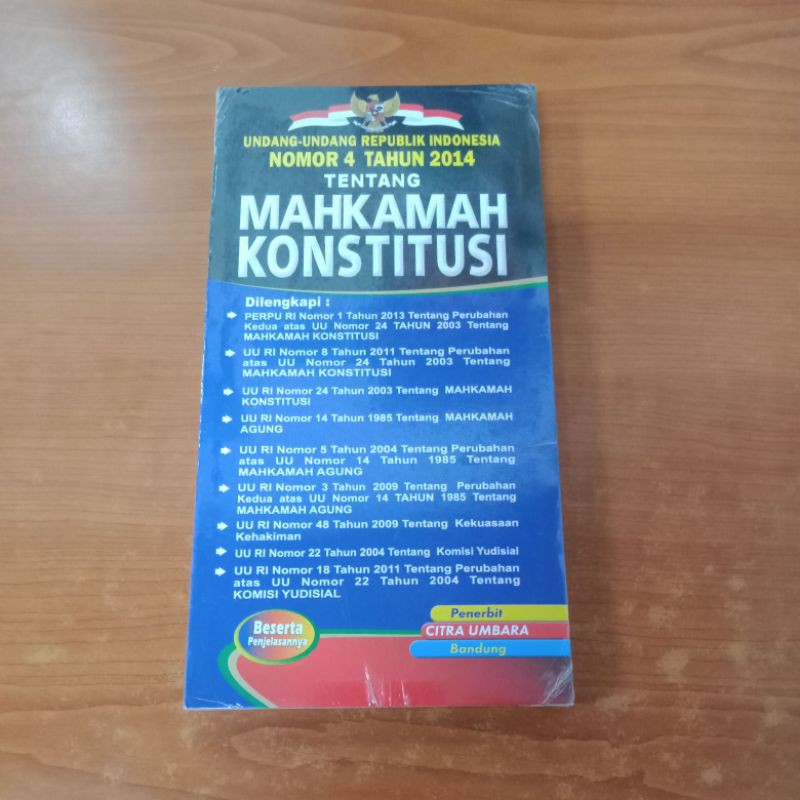 UNDANG-UNDANG REPUBLIK INDONESIA
NOMOR 4 TAHUN 2014
TENTANG
MAHKAMAH
KONSTITUSI
Dilengkapi :
PERPU RI Nomor 1 Tahun 2013 Tentang Perubahan
Kedua atas UU Nomor 24 TAHUN 2003 Tentang
MAHKAMAH KONSTITUSI
UU RI Nomor 8 Tahun 2011 Tentang Perubahan
atas UU Nomor 24 Tahun 2003 Tentang
MAHKAMAH KONSTITUSI
UU RI Nomor 24 Tahun 2003 Tentang MAHKAMAH
KONSTITUSI
UU RI Nomor 14 Tahun 1985 Tentang MAHKAMAH
AGUNG
UU RI Nomor 5 Tahun 2004 Tentang Perubahan
atas UU Nomor 14 Tahun 1985 Tentang
MAHKAMAH AGUNG
UU RI Nomor 3 Tahun 2009 Tentang Perubahan
Kedua atas UU Nomor 14 TAHUN 1985 Tentang
MAHKAMAH AGUNG
UU RI Nomor 48 Tahun 2009 Tentang Kekuasaan
Kehakiman
UU RI Nomor 22 Tahun 2004 Tentang Komisi Yudisial
UU RI Nomor 18 Tahun 2011 Tentang Perubahan
atas UU Nomor 22 Tahun 2004 Tentang
KOMISI YUDISIAL
Beserta
Penjelasannya
Penerbit
CITRA UMBARA
Bandung